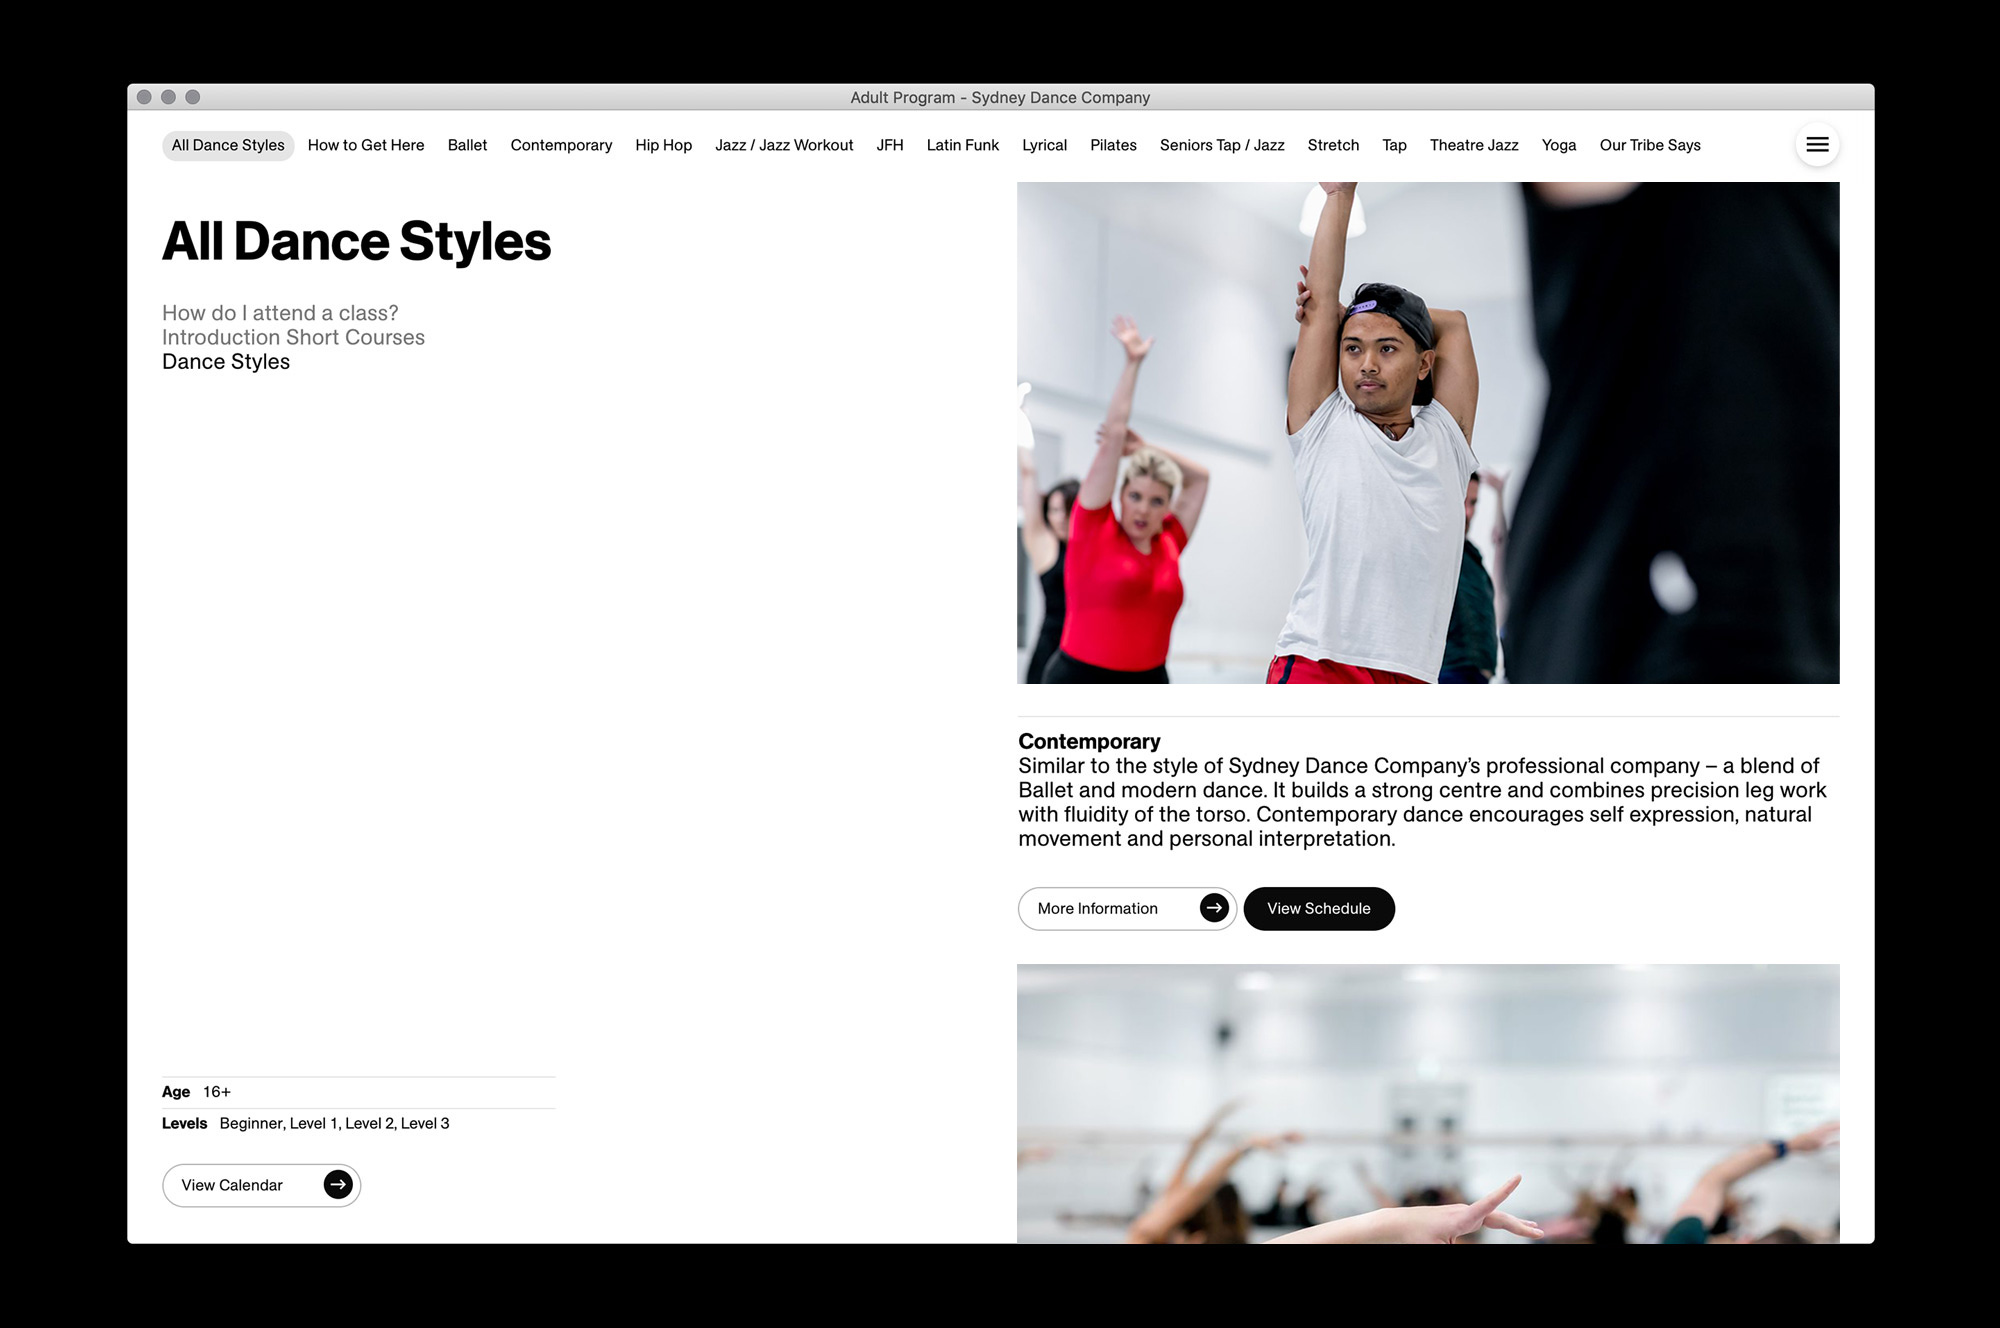 Adult Program - Sydney Dance Company
All Dance Styles How to Get Here Ballet Contemporary Hip Hop Jazz / Jazz Workout JFH Latin Funk Lyrical Pilates Seniors Tap / Jazz Stretch Tap Theatre Jazz Yoga Our Tribe Says
All Dance Styles
How do I attend a class?
Introduction Short Courses
Dance Styles
Age 16+
Levels Beginner, Level 1, Level 2, Level 3
View Calendar
Contemporary
Similar to the style of Sydney Dance Company’s professional company – a blend of
Ballet and modern dance. It builds a strong centre and combines precision leg work
with fluidity of the torso. Contemporary dance encourages self expression, natural
movement and personal interpretation.
More Information
View Schedule